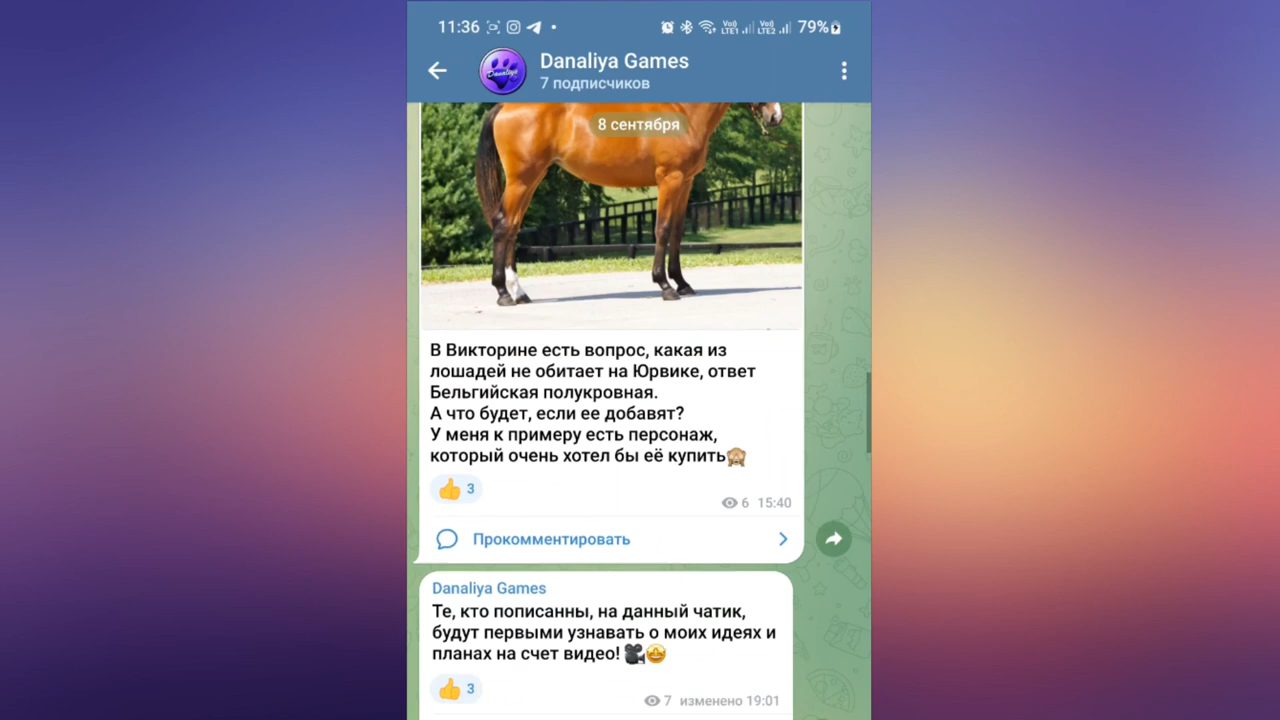 11:36 79%
Danaliya Games
7 подписчиков
8 сентября
В Викторине есть вопрос, какая из
лошадей не обитает на Юрвике, ответ
Бельгийская полукровная.
А что будет, если ее добавят?
У меня к примеру есть персонаж,
который очень хотел бы её купить🙈
👍 3
6 15:40
Прокомментировать
Danaliya Games
Те, кто пописанны, на данный чатик,
будут первыми узнавать о моих идеях и
планах на счет видео! 🎥🤩
👍 3
7 изменено 19:01